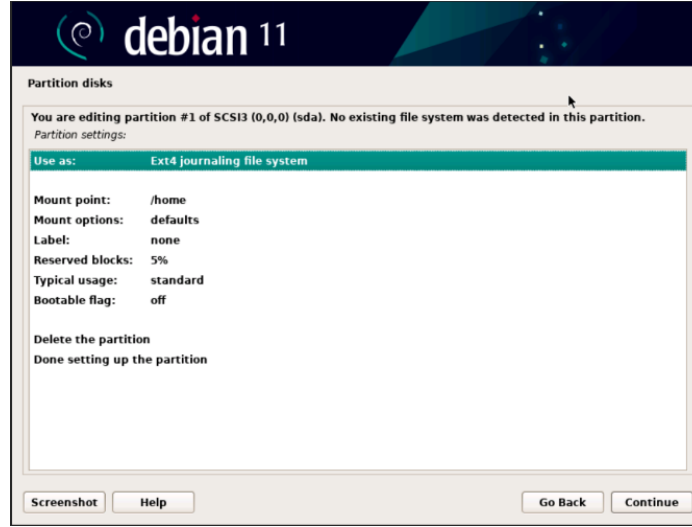 debian 11
Partition disks
You are editing partition #1 of SCSI3 (0,0,0) (sda). No existing file system was detected in this partition.
Partition settings:
Use as: Ext4 journaling file system
Mount point: /home
Mount options: defaults
Label: none
Reserved blocks: 5%
Typical usage: standard
Bootable flag: off
Delete the partition
Done setting up the partition
Screenshot Help Go Back Continue